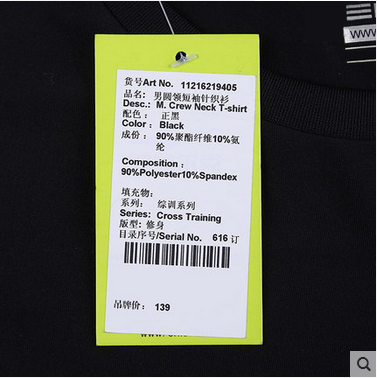 WWW
货号Art No. 11216219405
品名: 男圆领短袖针织衫
Desc.: M. Crew Neck T-shirt
配色： 正黑
Color： Black
成份： 90%聚酯纤维10%氨
纶
Composition：
90%Polyester10%Spandex
填充物：
系列： 综训系列
Series: Cross Training
版型: 修身
目录序号/Serial No. 616 订
吊牌价： 139